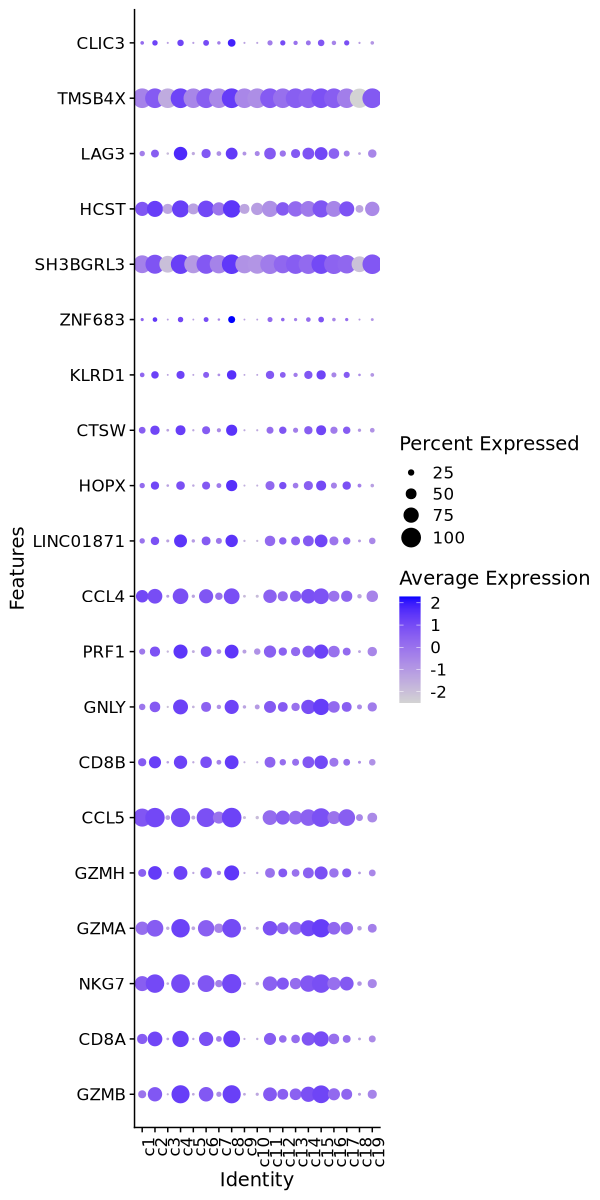 CLIC3
TMSB4X
LAG3
HCST
SH3BGRL3
ZNF683
KLRD1
CTSW
HOPX
LINC01871
CCL4
PRF1
GNLY
CD8B
CCL5
GZMH
GZMA
NKG7
CD8A
GZMB
Features
c1 c2 c3 c4 c5 c6 c7 c8 c9 c10 c11 c12 c13 c14 c15 c16 c17 c18 c19
Identity
Percent Expressed
25
50
75
100
Average Expression
2
1
0
-1
-2